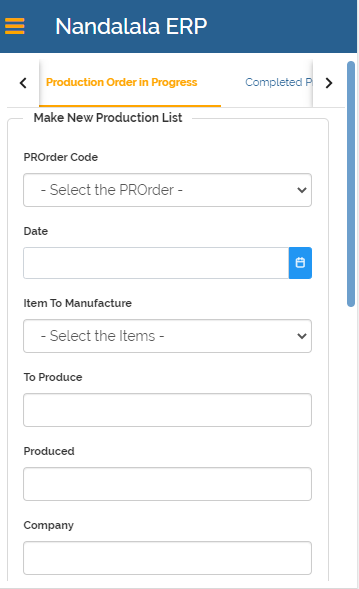 Nandalala ERP
Production Order in Progress
Completed
Make New Production List
PROrder Code
- Select the PROrder -
Date
Item To Manufacture
- Select the Items -
To Produce
Produced
Company